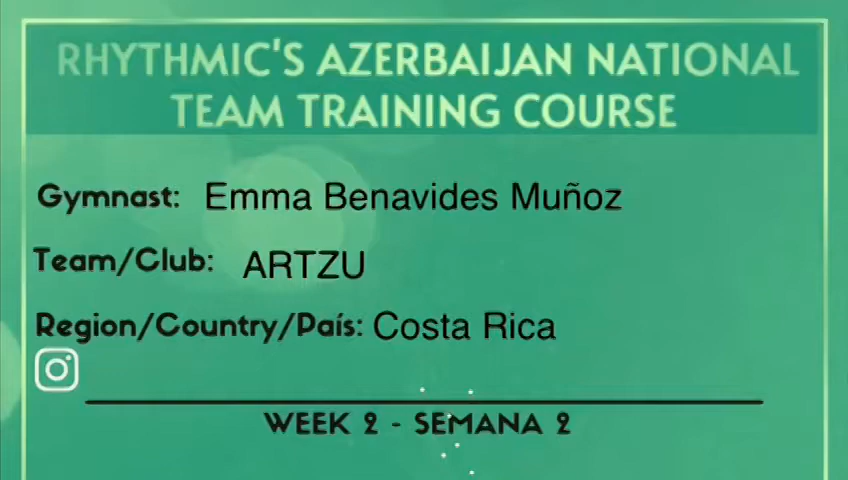 RHYTHMIC'S AZERBAIJAN NATIONAL
TEAM TRAINING COURSE
Gymnast: Emma Benavides Muñoz
Team/Club: ARTZU
Region/Country/País: Costa Rica
WEEK 2 - SEMANA 2